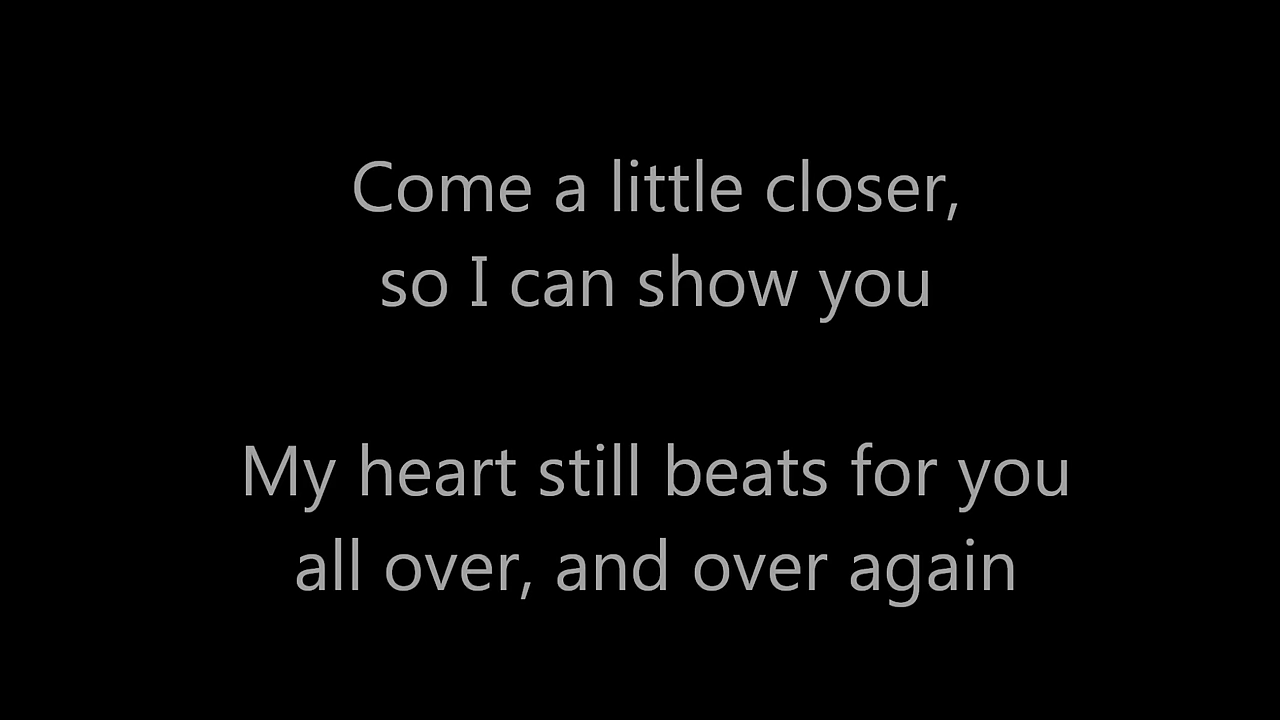 Come a little closer,
so I can show you
My heart still beats for you
all over, and over again